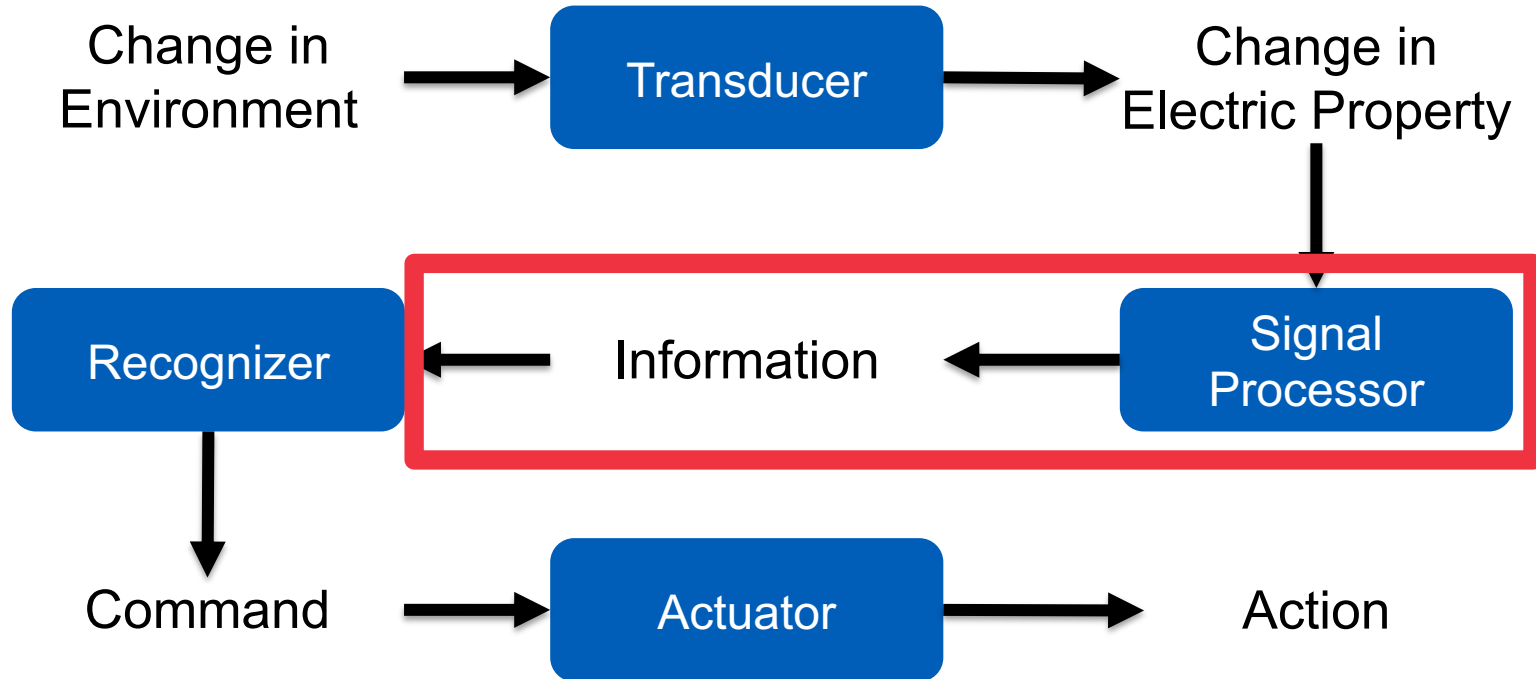 Change in
Environment
Transducer
Change in
Electric Property
Recognizer
Information
Signal
Processor
Command
Actuator
Action